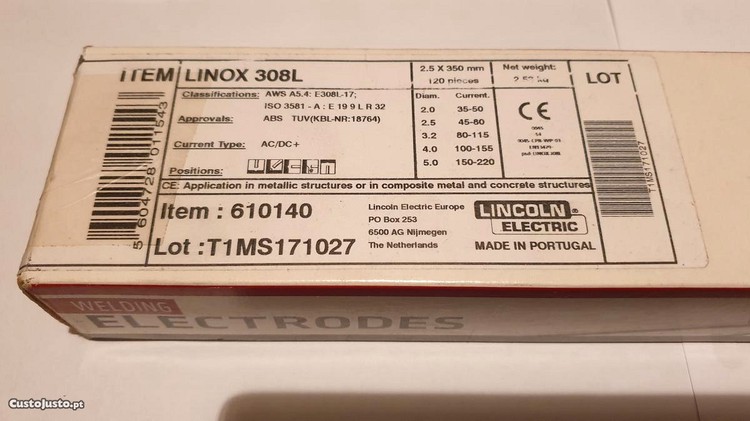 ITEM LINOX 308L
2.5 X 350 mm
120 pieces
Net weight:
LOT
Classifications: AWS A5.4: E308L-17;
ISO 3581 - A : E 19 9 L R 32
Approvals: ABS TUV(KBL-NR:18764)
Current Type: AC/DC+
Positions:
Diam. Current.
2.0 35-50
2.5 45-80
3.2 80-115
4.0 100-155
5.0 150-220
CE
CE: Application in metallic structures or in composite metal and concrete structures
Item : 610140
Lot :T1MS171027
Lincoln Electric Europe
PO Box 253
6500 AG Nijmegen
The Netherlands
LINCOLN ®
ELECTRIC
MADE IN PORTUGAL
5 604728 011543
T1MS171027
WELDING
ELECTRODES
CustoJusto.pt